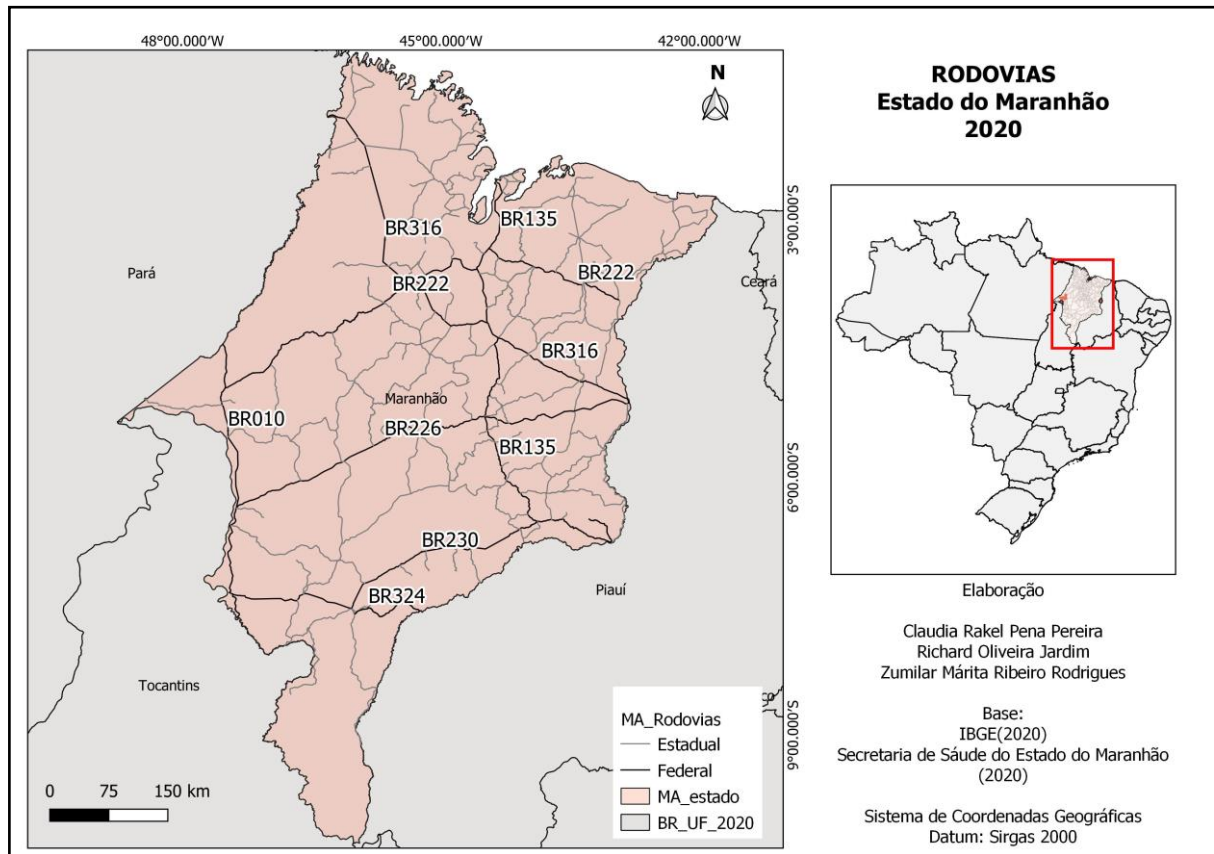 48°00.000'W 45°00.000'W 42°00.000'W
N
RODOVIAS
Estado do Maranhão
2020
3°00.000'S
6°00.000'S
9°00.000'S
BR316
BR135
Pará
BR222
BR222
Ceará
BR316
Maranhão
BR010
BR226
BR135
BR230
BR324
Piauí
Tocantins
MA_Rodovias
Estadual
Federal
MA_estado
BR_UF_2020
0 75 150 km
Elaboração
Claudia Rakel Pena Pereira
Richard Oliveira Jardim
Zumilar Márita Ribeiro Rodrigues
Base:
IBGE(2020)
Secretaria de Sáude do Estado do Maranhão
(2020)
Sistema de Coordenadas Geográficas
Datum: Sirgas 2000